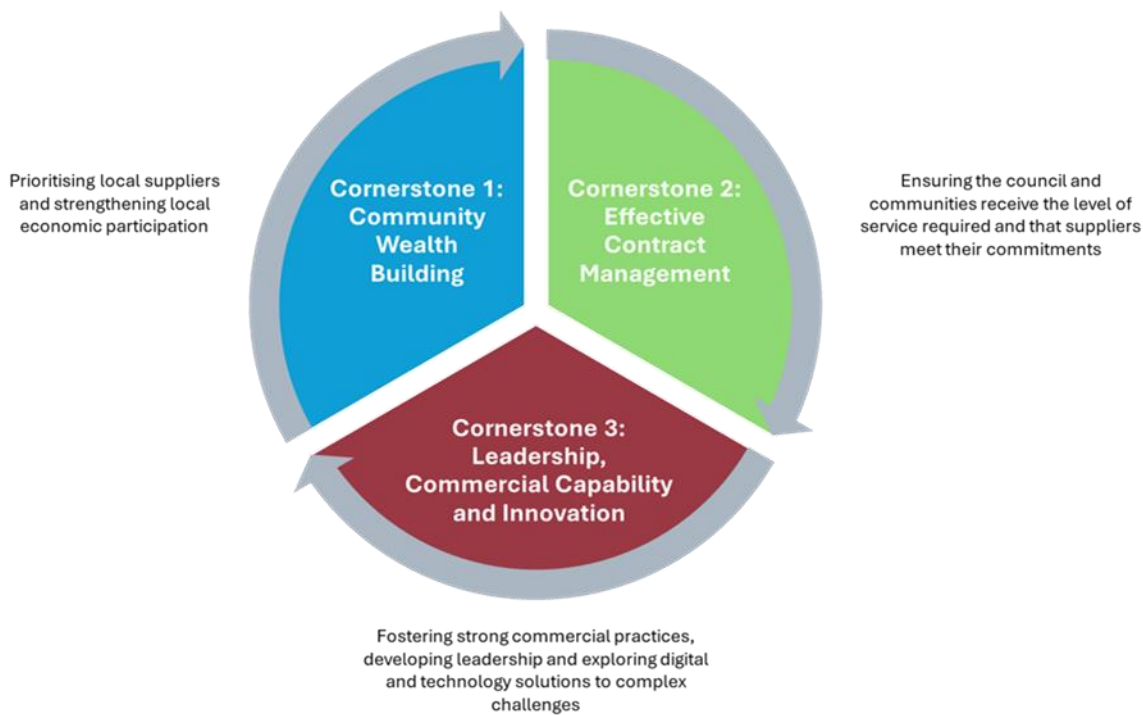 Prioritising local suppliers
and strengthening local
economic participation
Cornerstone 1:
Community
Wealth
Building
Cornerstone 2:
Effective
Contract
Management
Ensuring the council and
communities receive the level of
service required and that suppliers
meet their commitments
Cornerstone 3:
Leadership,
Commercial Capability
and Innovation
Fostering strong commercial practices,
developing leadership and exploring digital
and technology solutions to complex
challenges